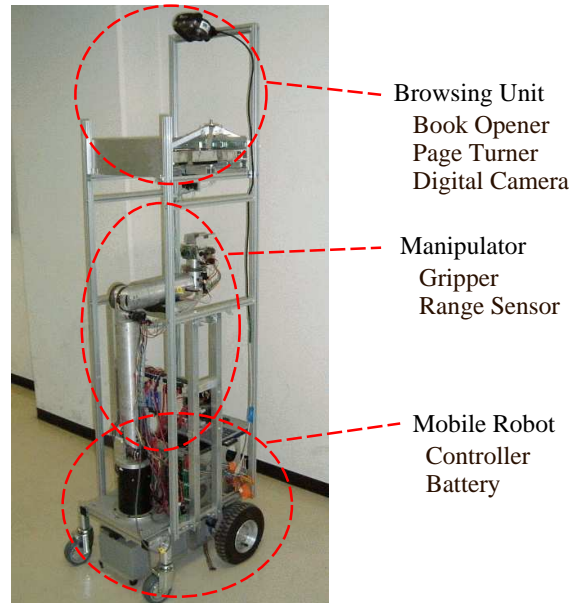 Browsing Unit
Book Opener
Page Turner
Digital Camera
Manipulator
Gripper
Range Sensor
Mobile Robot
Controller
Battery